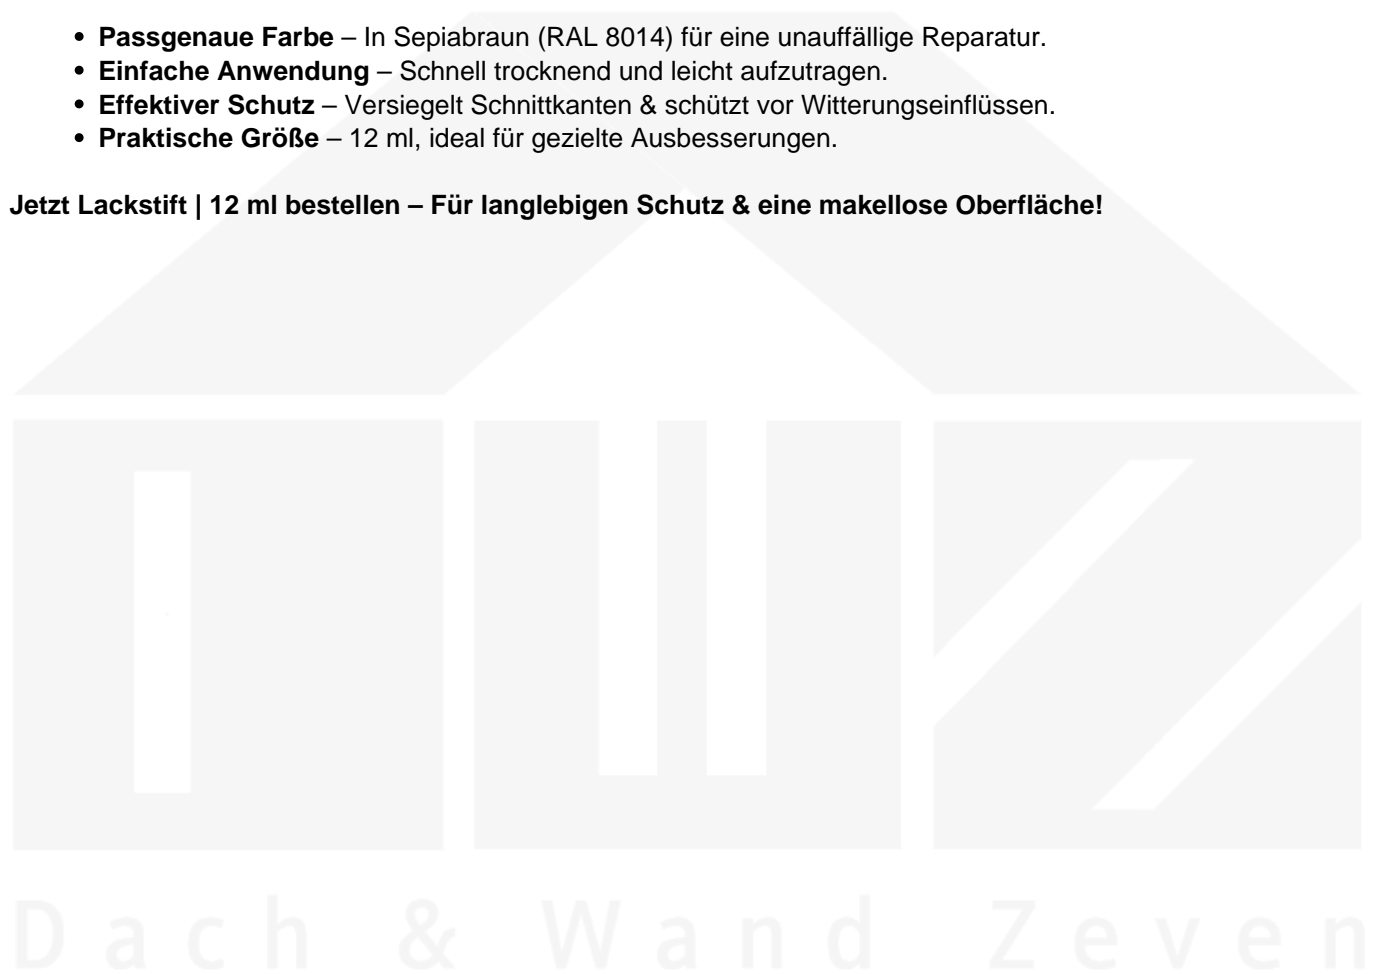 • Passgenaue Farbe – In Sepiabraun (RAL 8014) für eine unauffällige Reparatur.
• Einfache Anwendung – Schnell trocknend und leicht aufzutragen.
• Effektiver Schutz – Versiegelt Schnittkanten & schützt vor Witterungseinflüssen.
• Praktische Größe – 12 ml, ideal für gezielte Ausbesserungen.
Jetzt Lackstift | 12 ml bestellen – Für langlebigen Schutz & eine makellose Oberfläche!
Dach & Wand Zeven